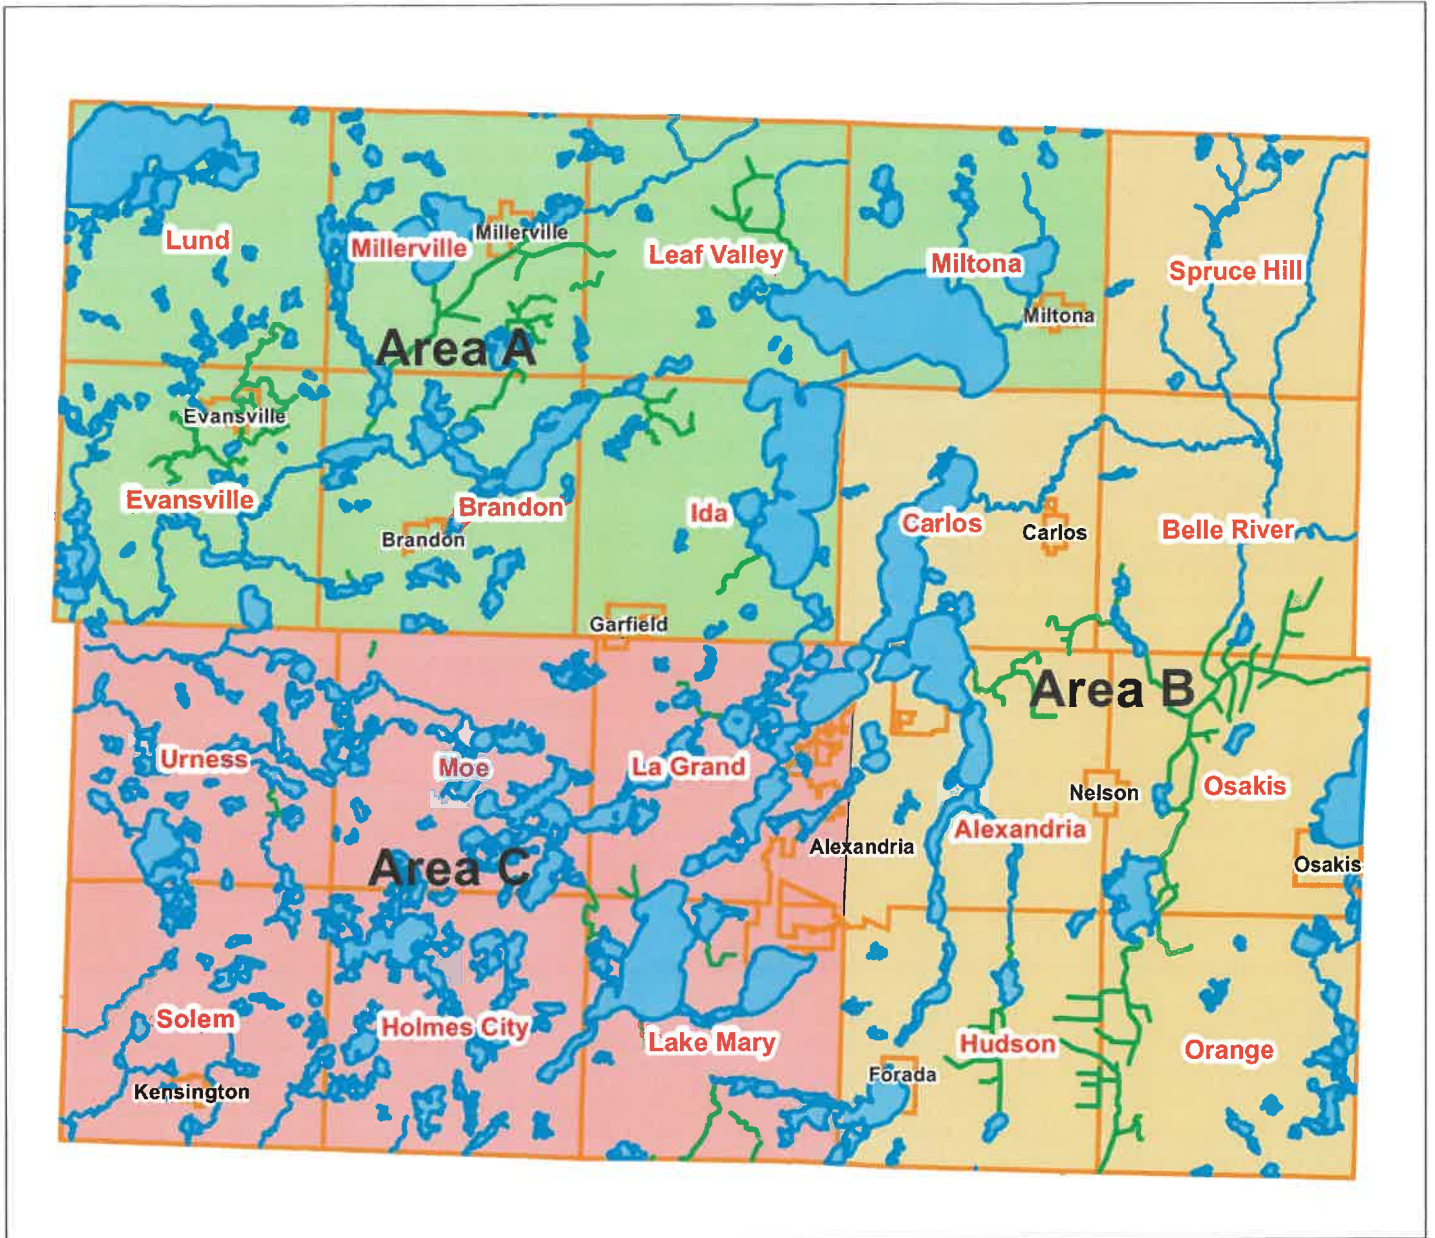 Lund
Millerville
Millerville
Leaf Valley
Miltona
Spruce Hill
Miltona
Area A
Evansville
Evansville
Brandon
Brandon
Ida
Carlos
Carlos
Belle River
Garfield
Area B
Urness
Moe
La Grand
Nelson
Osakis
Alexandria
Alexandria
Osakis
Area C
Solem
Holmes City
Lake Mary
Hudson
Orange
Forada
Kensington